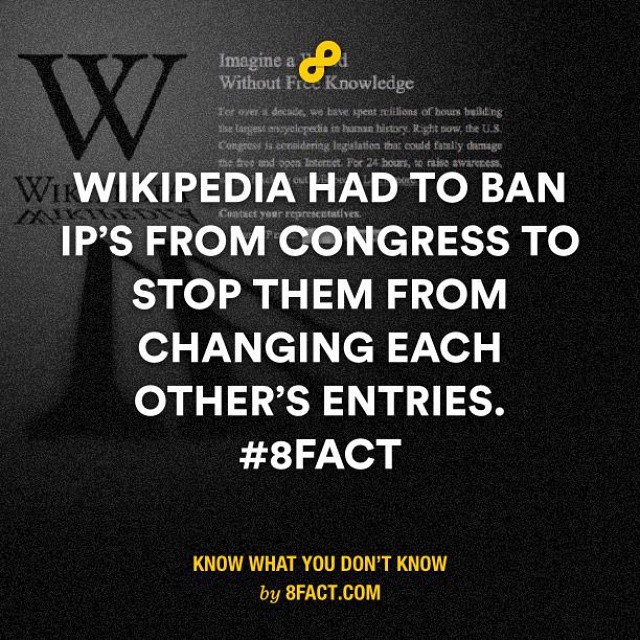 W
Imagine a World
Without Free Knowledge
For over a decade, we have spent millions of hours building
the largest encyclopedia in human history. Right now, the U.S.
Congress is considering legislation that could fatally damage
the free and open Internet. For 24 hours, to raise awareness,
WIKIPEDIA HAD TO BAN
Contact your representatives.
IP’S FROM CONGRESS TO
STOP THEM FROM
CHANGING EACH
OTHER’S ENTRIES.
#8FACT
KNOW WHAT YOU DON’T KNOW
by 8FACT.COM